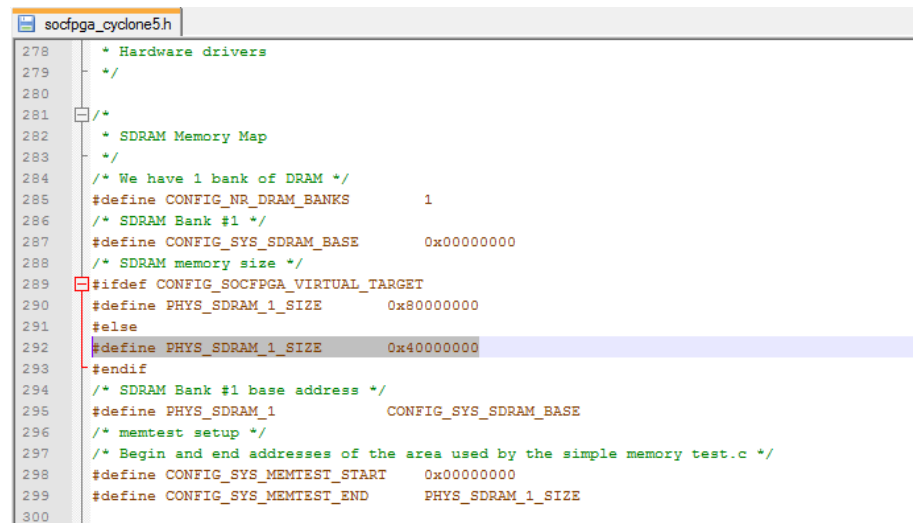 socfpga_cyclone5.h
278 * Hardware drivers
279 */
280
281 /*
282 * SDRAM Memory Map
283 */
284 /* We have 1 bank of DRAM */
285 #define CONFIG_NR_DRAM_BANKS 1
286 /* SDRAM Bank #1 */
287 #define CONFIG_SYS_SDRAM_BASE 0x00000000
288 /* SDRAM memory size */
289 #ifdef CONFIG_SOCFPGA_VIRTUAL_TARGET
290 #define PHYS_SDRAM_1_SIZE 0x80000000
291 #else
292 #define PHYS_SDRAM_1_SIZE 0x40000000
293 #endif
294 /* SDRAM Bank #1 base address */
295 #define PHYS_SDRAM_1 CONFIG_SYS_SDRAM_BASE
296 /* memtest setup */
297 /* Begin and end addresses of the area used by the simple memory test.c */
298 #define CONFIG_SYS_MEMTEST_START 0x00000000
299 #define CONFIG_SYS_MEMTEST_END PHYS_SDRAM_1_SIZE
300